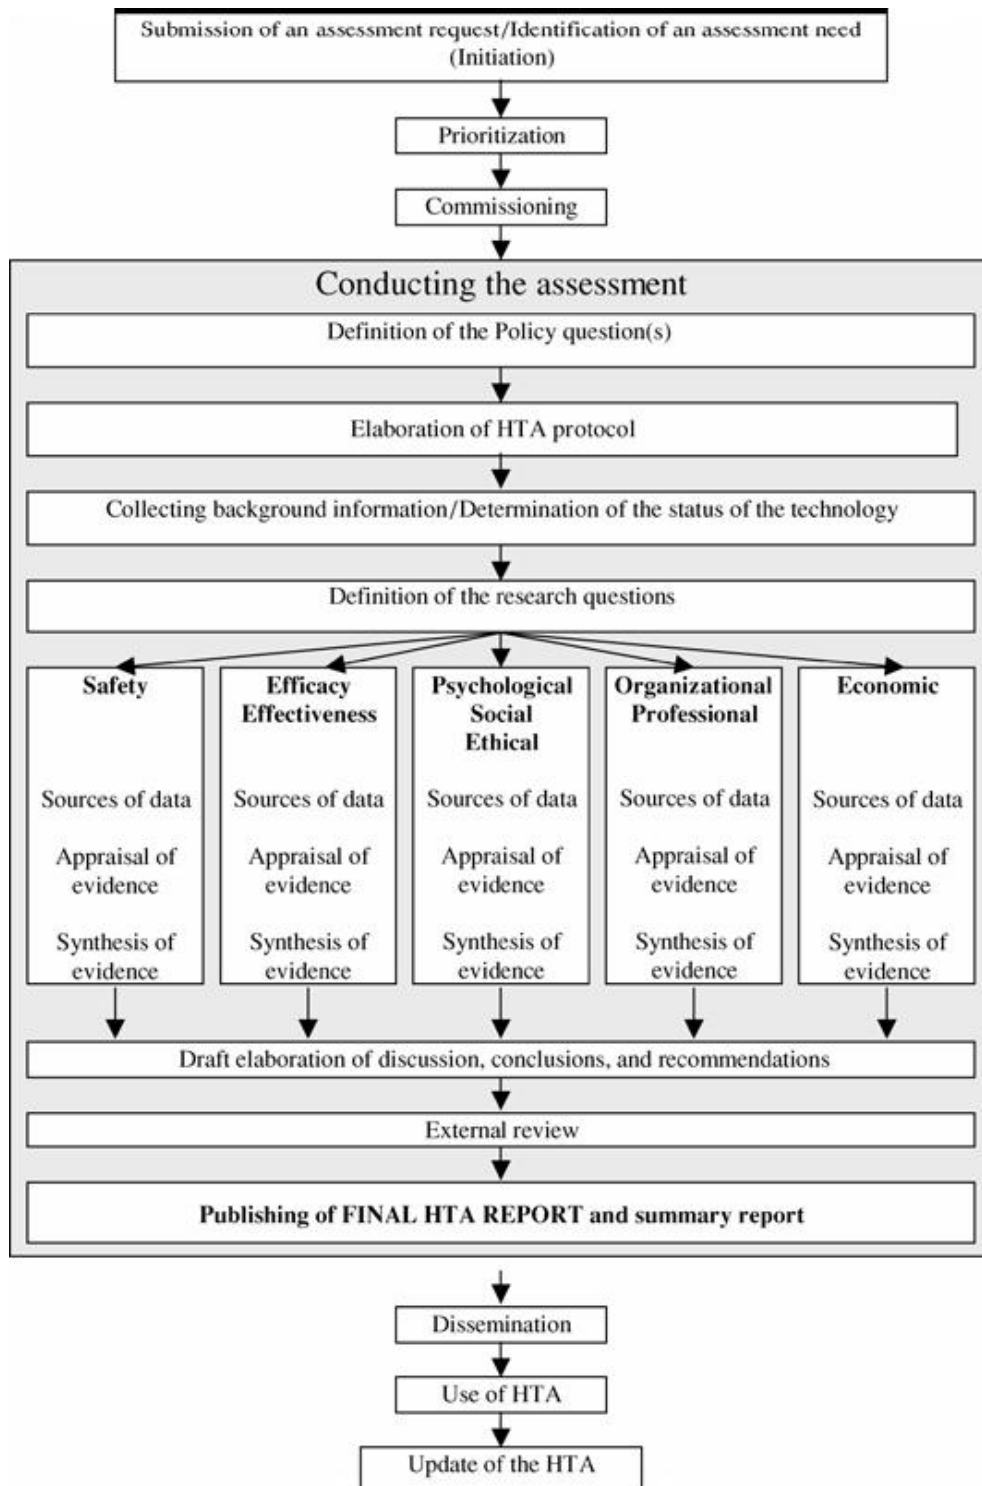 Submission of an assessment request/Identification of an assessment need
(Initiation)
Prioritization
Commissioning
Conducting the assessment
Definition of the Policy question(s)
Elaboration of HTA protocol
Collecting background information/Determination of the status of the technology
Definition of the research questions
Safety
Sources of data
Appraisal of
evidence
Synthesis of
evidence
Efficacy
Effectiveness
Sources of data
Appraisal of
evidence
Synthesis of
evidence
Psychological
Social
Ethical
Sources of data
Appraisal of
evidence
Synthesis of
evidence
Organizational
Professional
Sources of data
Appraisal of
evidence
Synthesis of
evidence
Economic
Sources of data
Appraisal of
evidence
Synthesis of
evidence
Draft elaboration of discussion, conclusions, and recommendations
External review
Publishing of FINAL HTA REPORT and summary report
Dissemination
Use of HTA
Update of the HTA